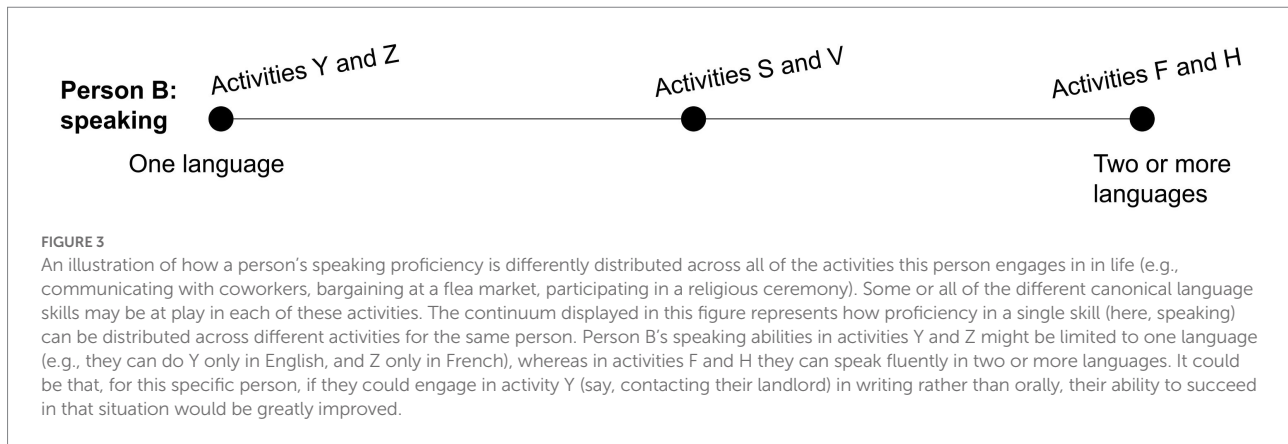 Activities Y and Z
Activities S and V
Activities F and H
Person B:
speaking
One language
Two or more
languages
FIGURE 3
An illustration of how a person's speaking proficiency is differently distributed across all of the activities this person engages in in life (e.g.,
communicating with coworkers, bargaining at a flea market, participating in a religious ceremony). Some or all of the different canonical language
skills may be at play in each of these activities. The continuum displayed in this figure represents how proficiency in a single skill (here, speaking)
can be distributed across different activities for the same person. Person B's speaking abilities in activities Y and Z might be limited to one language
(e.g., they can do Y only in English, and Z only in French), whereas in activities F and H they can speak fluently in two or more languages. It could
be that, for this specific person, if they could engage in activity Y (say, contacting their landlord) in writing rather than orally, their ability to succeed
in that situation would be greatly improved.